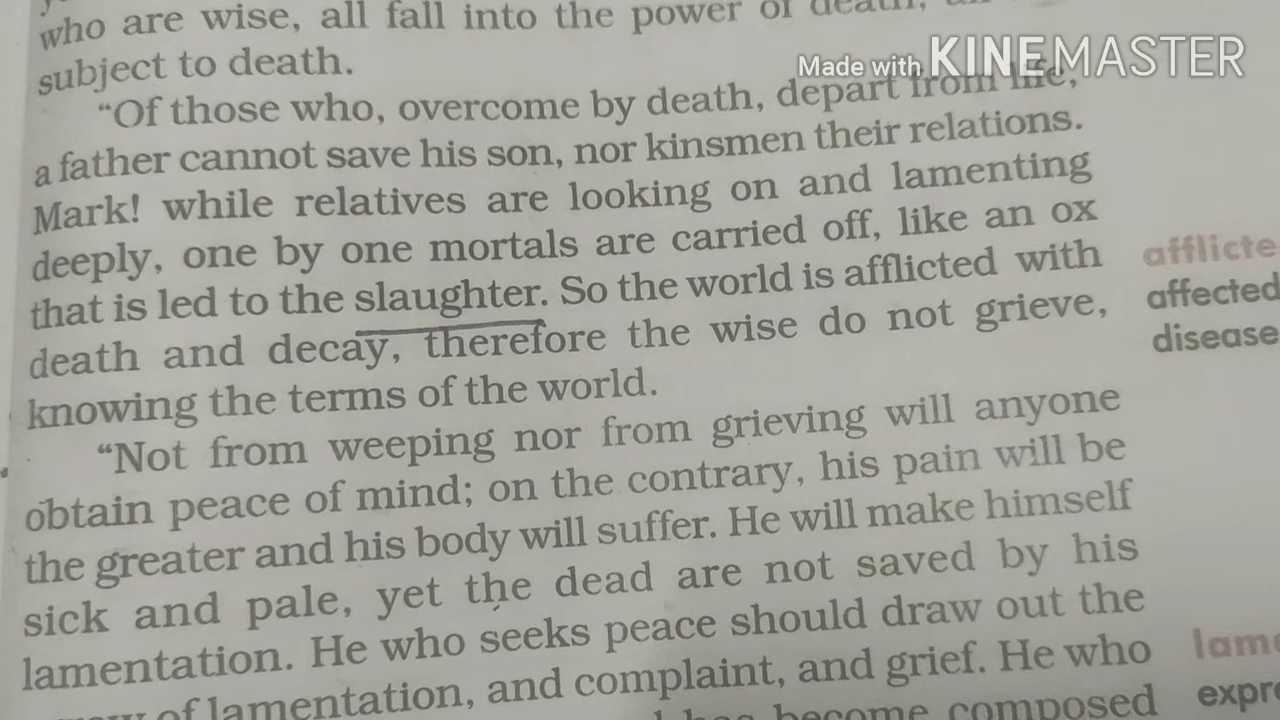 who are wise, all fall into the power of death,
subject to death.
Made with KINEMASTER
"Of those who, overcome by death, depart from life,
a father cannot save his son, nor kinsmen their relations.
Mark! while relatives are looking on and lamenting
deeply, one by one mortals are carried off, like an ox
that is led to the slaughter. So the world is afflicted with
death and decay, therefore the wise do not grieve,
knowing the terms of the world.
"Not from weeping nor from grieving will anyone
obtain peace of mind; on the contrary, his pain will be
the greater and his body will suffer. He will make himself
sick and pale, yet the dead are not saved by his
lamentation. He who seeks peace should draw out the
of lamentation, and complaint, and grief. He who
has become composed
afflicte
affected
disease
lam
expr